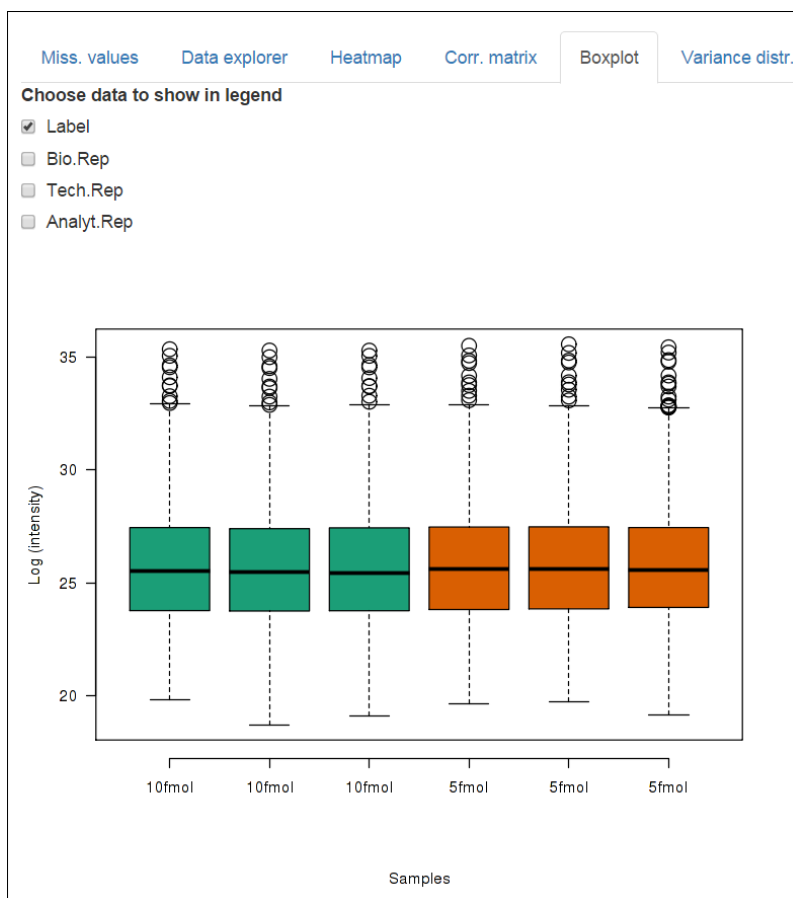 Miss. values Data explorer Heatmap Corr. matrix Boxplot Variance distr.
Choose data to show in legend
Label
Bio.Rep
Tech.Rep
Analyt.Rep
35
30
25
20
Log (intensity)
10fmol 10fmol 10fmol 5fmol 5fmol 5fmol
Samples